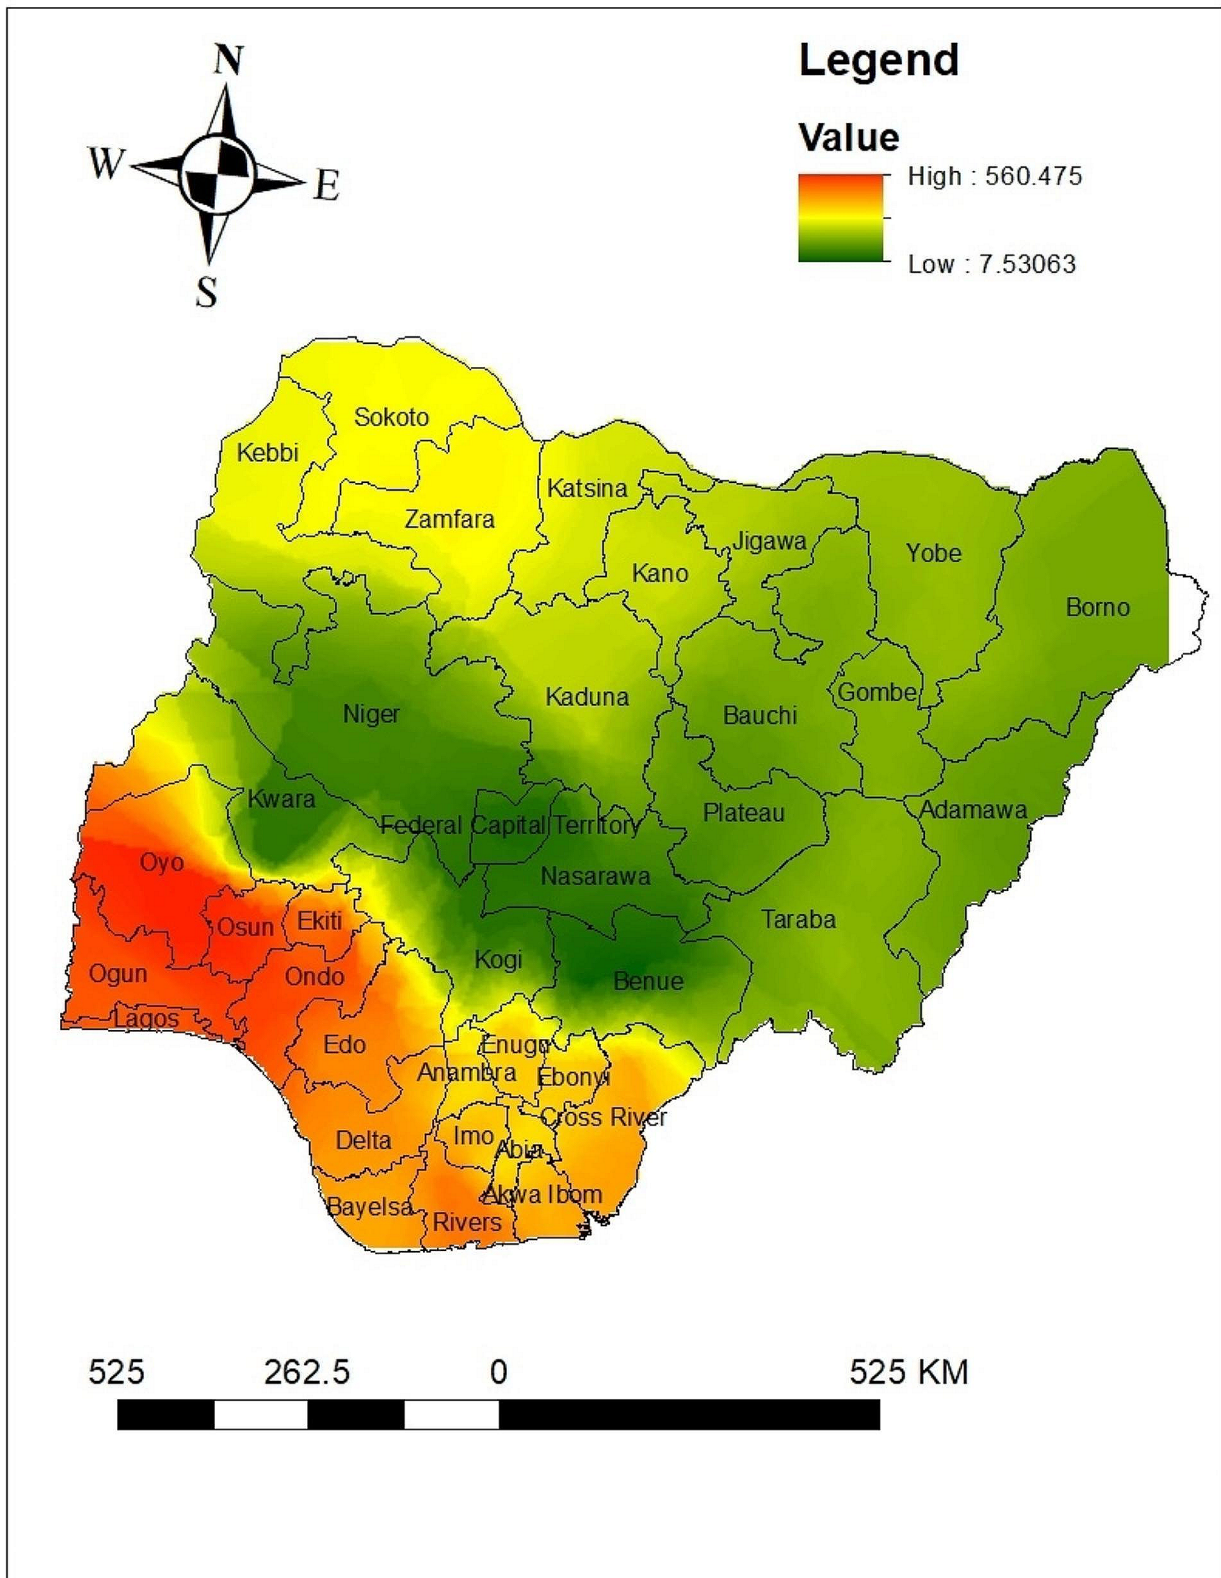 N
W
E
S
Legend
Value
High : 560.475
Low : 7.53063
Sokoto
Kebbi
Katsina
Zamfara
Jigawa
Yobe
Kano
Borno
Kaduna
Gombe
Niger
Bauchi
Kwara
Adamawa
Plateau
Federal Capital Territory
Oyo
Nasarawa
Osun
Ekiti
Taraba
Kogi
Ogun
Ondo
Benue
Lagos
Edo
Enugu
Anambra
Ebonyi
Cross River
Imo
Delta
Abia
Akwa Ibom
Bayelsa
Rivers
525 262.5 0 525 KM